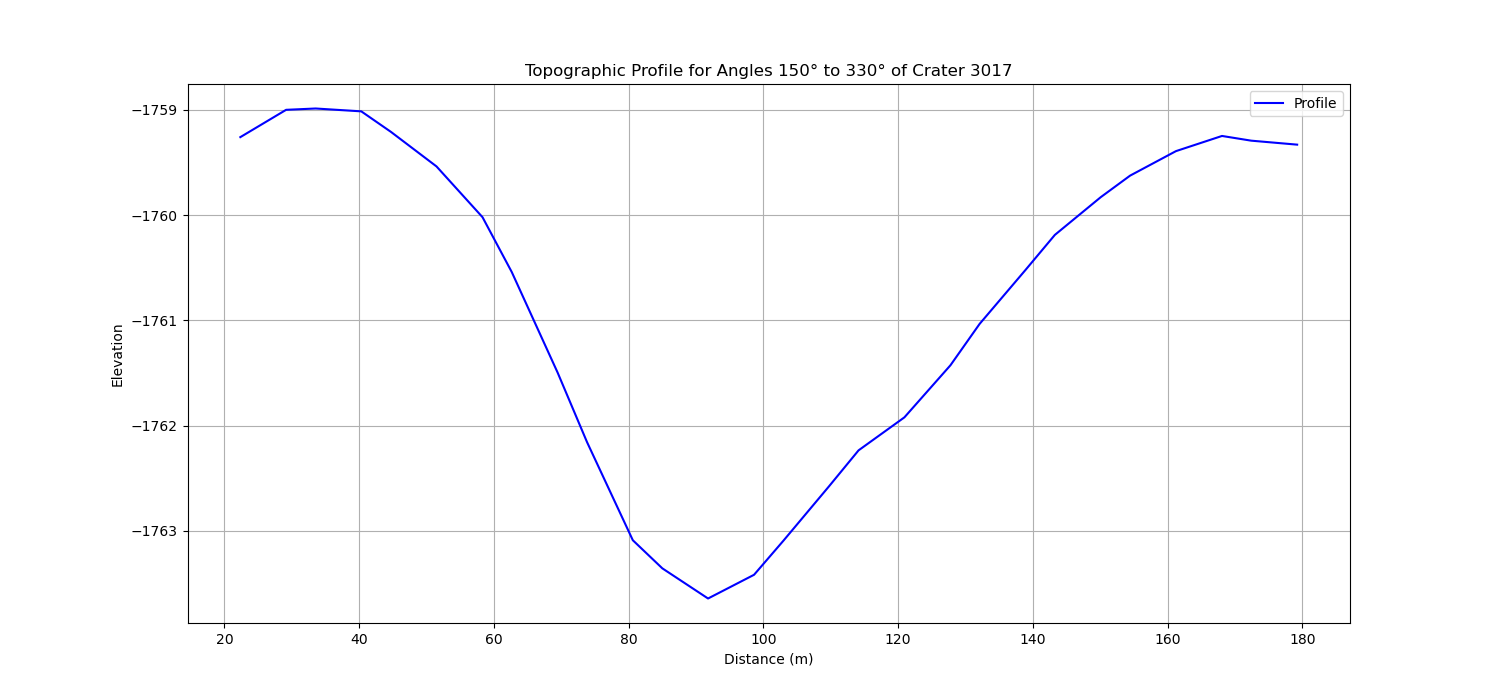 Topographic Profile for Angles 150° to 330° of Crater 3017
Profile
−1759
−1760
−1761
−1762
−1763
Elevation
20 40 60 80 100 120 140 160 180
Distance (m)